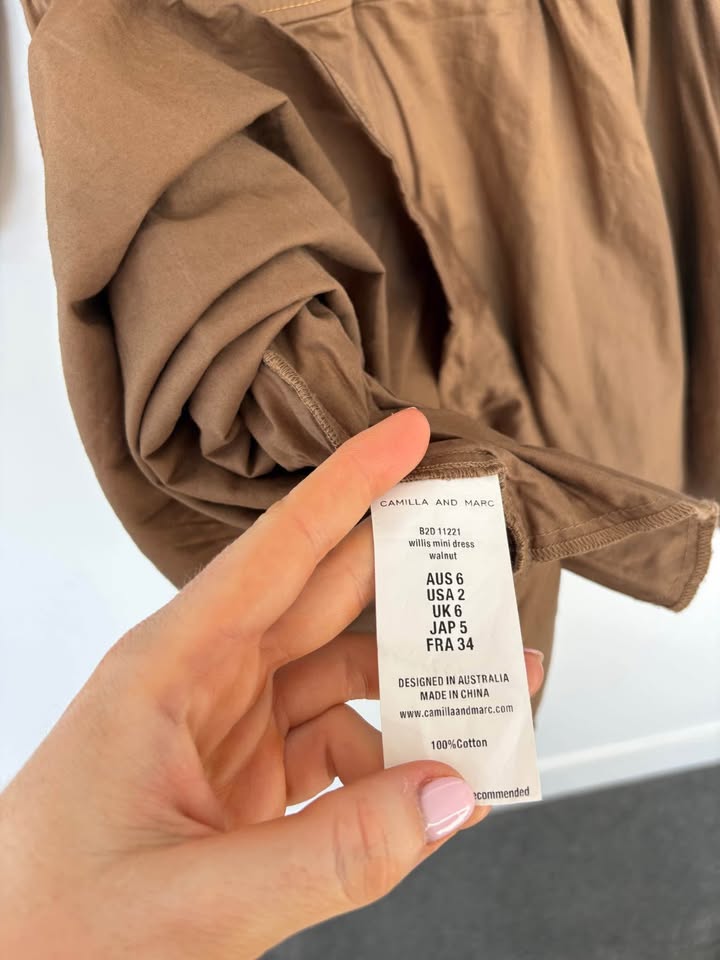 CAMILLA AND MARC
B2D 11221
willis mini dress
walnut
AUS 6
USA 2
UK 6
JAP 5
FRA 34
DESIGNED IN AUSTRALIA
MADE IN CHINA
www.camillaandmarc.com
100%Cotton
ecommended